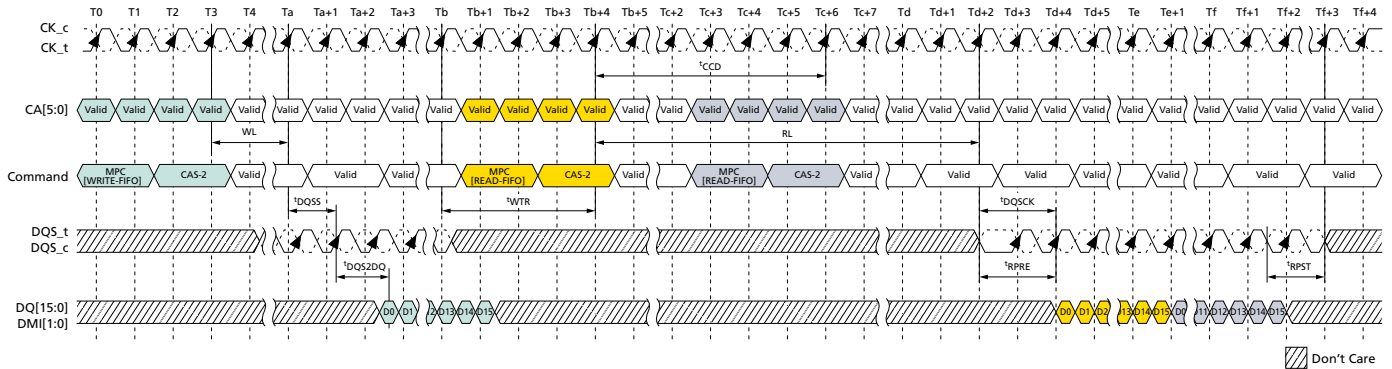 T0 T1 T2 T3 T4 Ta Ta+1 Ta+2 Ta+3 Tb Tb+1 Tb+2 Tb+3 Tb+4 Tb+5 Tc+2 Tc+3 Tc+4 Tc+5 Tc+6 Tc+7 Td Td+1 Td+2 Td+3 Td+4 Td+5 Te Te+1 Tf Tf+1 Tf+2 Tf+3 Tf+4
CK_c
CK_t
tCCD
CA[5:0] Valid Valid Valid Valid Valid Valid Valid Valid Valid Valid Valid Valid Valid Valid Valid Valid Valid Valid Valid Valid Valid Valid Valid Valid Valid Valid Valid Valid Valid Valid Valid Valid Valid Valid
WL RL
Command MPC [WRITE-FIFO] CAS-2 Valid Valid Valid MPC [READ-FIFO] CAS-2 Valid MPC [READ-FIFO] CAS-2 Valid Valid Valid Valid Valid Valid
tDQSS tWTR tDQSCK
DQS_t
DQS_c
tDQS2DQ tRPRE tRPST
DQ[15:0]
DMI[1:0]
D0 D1 D13 D14 D15 D0 D1 D2 D13 D14 D15 D0 D11 D12 D13 D14 D15
Don't Care